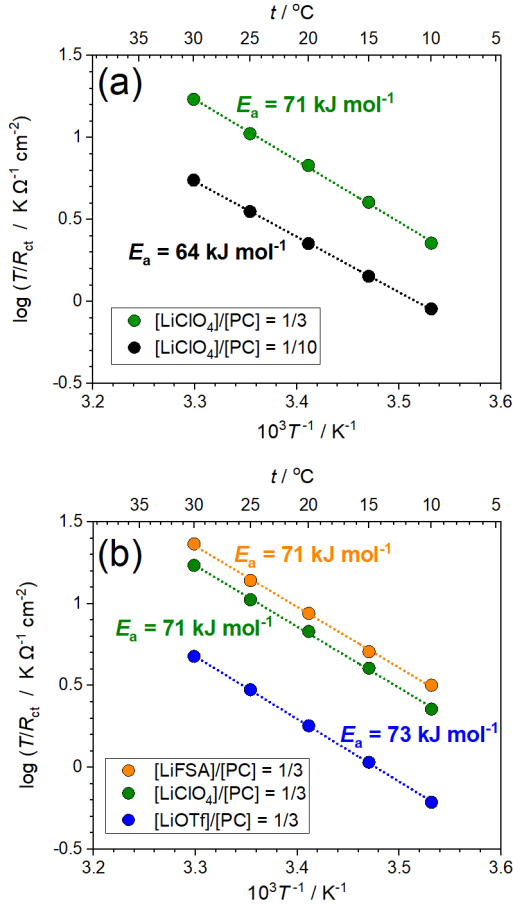 t / °C
35 30 25 20 15 10 5
(a)
1.5
1
0.5
0
-0.5
log (T/Rct / K Ω⁻¹ cm⁻²)
Ea = 71 kJ mol⁻¹
Ea = 64 kJ mol⁻¹
[LiClO₄]/[PC] = 1/3
[LiClO₄]/[PC] = 1/10
3.2 3.3 3.4 3.5 3.6
10³T⁻¹ / K⁻¹
t / °C
35 30 25 20 15 10 5
(b)
1.5
1
0.5
0
-0.5
log (T/Rct / K Ω⁻¹ cm⁻²)
Ea = 71 kJ mol⁻¹
Ea = 71 kJ mol⁻¹
Ea = 73 kJ mol⁻¹
[LiFSA]/[PC] = 1/3
[LiClO₄]/[PC] = 1/3
[LiOTf]/[PC] = 1/3
3.2 3.3 3.4 3.5 3.6
10³T⁻¹ / K⁻¹